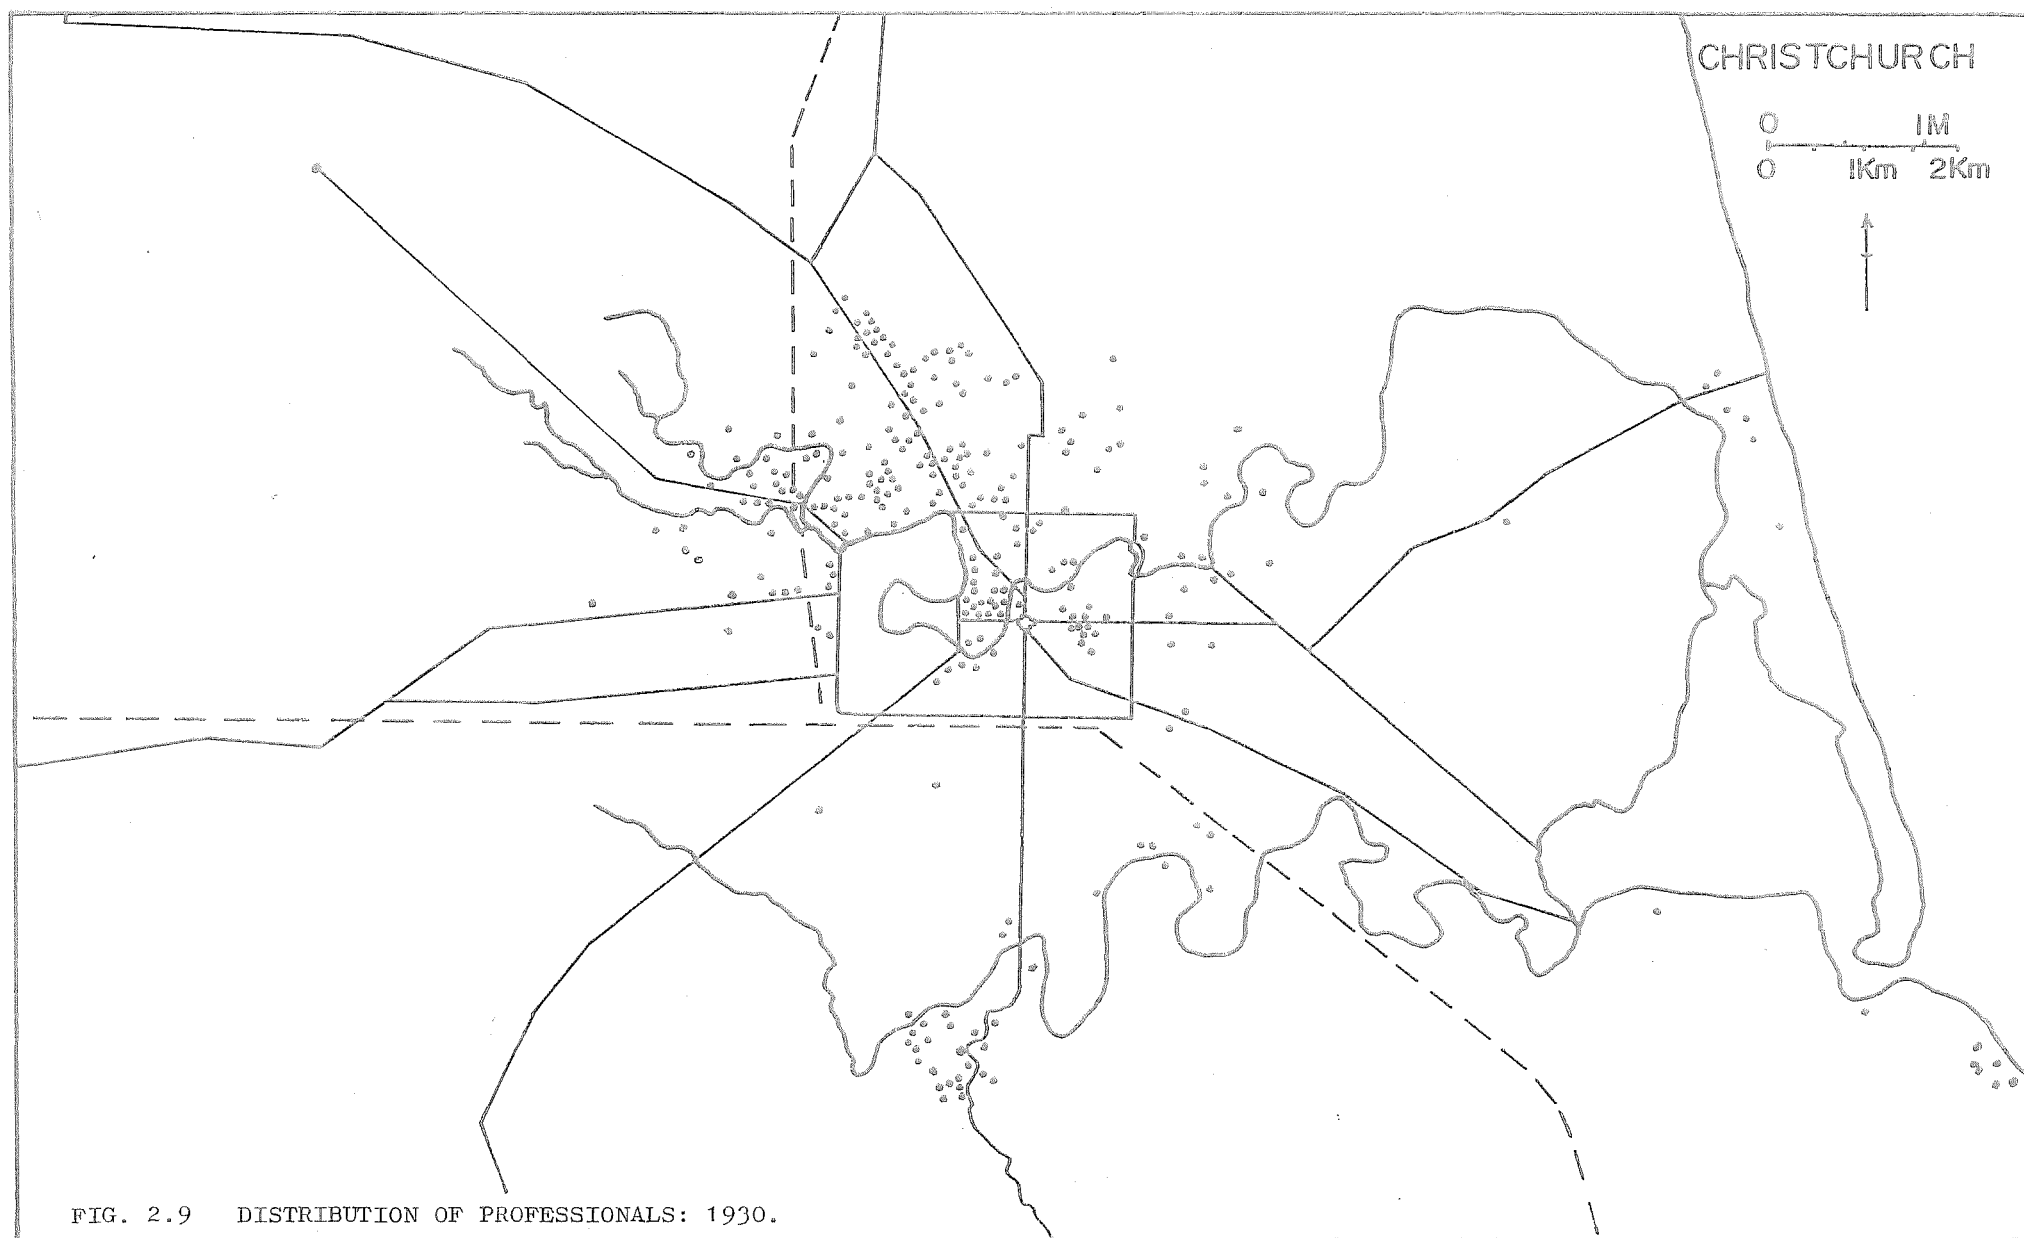 CHRISTCHURCH
0 1M
0 1Km 2Km
FIG. 2.9 DISTRIBUTION OF PROFESSIONALS: 1930.